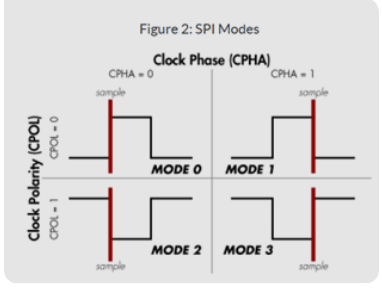 Figure 2: SPI Modes
Clock Phase (CPHA)
CPHA = 0
CPHA = 1
sample
sample
Clock Polarity (CPOL)
CPOL = 0
MODE 0
MODE 1
CPOL = 1
MODE 2
MODE 3
sample
sample